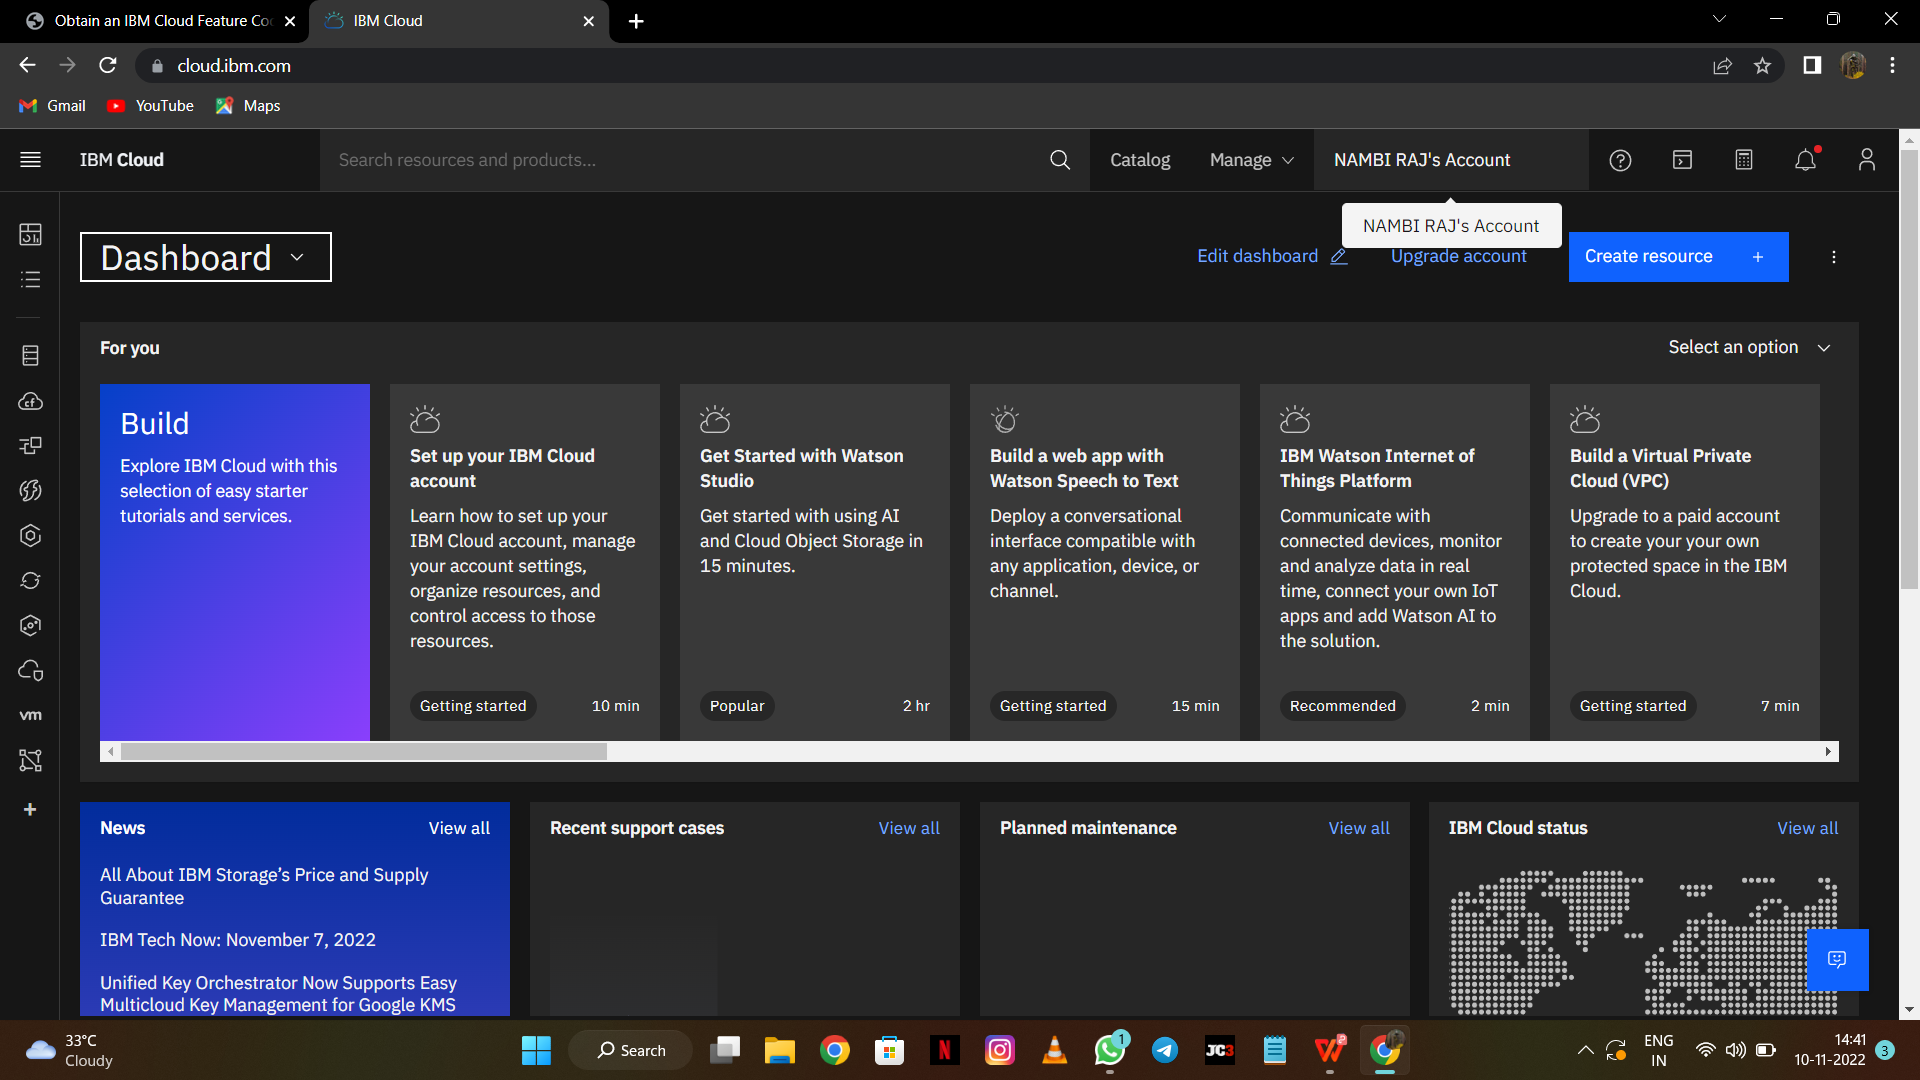 Obtain an IBM Cloud Feature Co
IBM Cloud
cloud.ibm.com
Gmail
YouTube
Maps
IBM Cloud
Search resources and products...
Catalog
Manage
NAMBI RAJ's Account
NAMBI RAJ's Account
Dashboard
Edit dashboard
Upgrade account
Create resource +
For you
Select an option
Build
Explore IBM Cloud with this
selection of easy starter
tutorials and services.
Set up your IBM Cloud
account
Learn how to set up your
IBM Cloud account, manage
your account settings,
organize resources, and
control access to those
resources.
Getting started
10 min
Get Started with Watson
Studio
Get started with using AI
and Cloud Object Storage in
15 minutes.
Popular
2 hr
Build a web app with
Watson Speech to Text
Deploy a conversational
interface compatible with
any application, device, or
channel.
Getting started
15 min
IBM Watson Internet of
Things Platform
Communicate with
connected devices, monitor
and analyze data in real
time, connect your own IoT
apps and add Watson AI to
the solution.
Recommended
2 min
Build a Virtual Private
Cloud (VPC)
Upgrade to a paid account
to create your your own
protected space in the IBM
Cloud.
Getting started
7 min
cf
vm
News
View all
All About IBM Storage's Price and Supply
Guarantee
IBM Tech Now: November 7, 2022
Unified Key Orchestrator Now Supports Easy
Multicloud Key Management for Google KMS
Recent support cases
View all
Planned maintenance
View all
IBM Cloud status
View all
33°C
Cloudy
Search
N
1
JC3
W
ENG
IN
14:41
10-11-2022
3